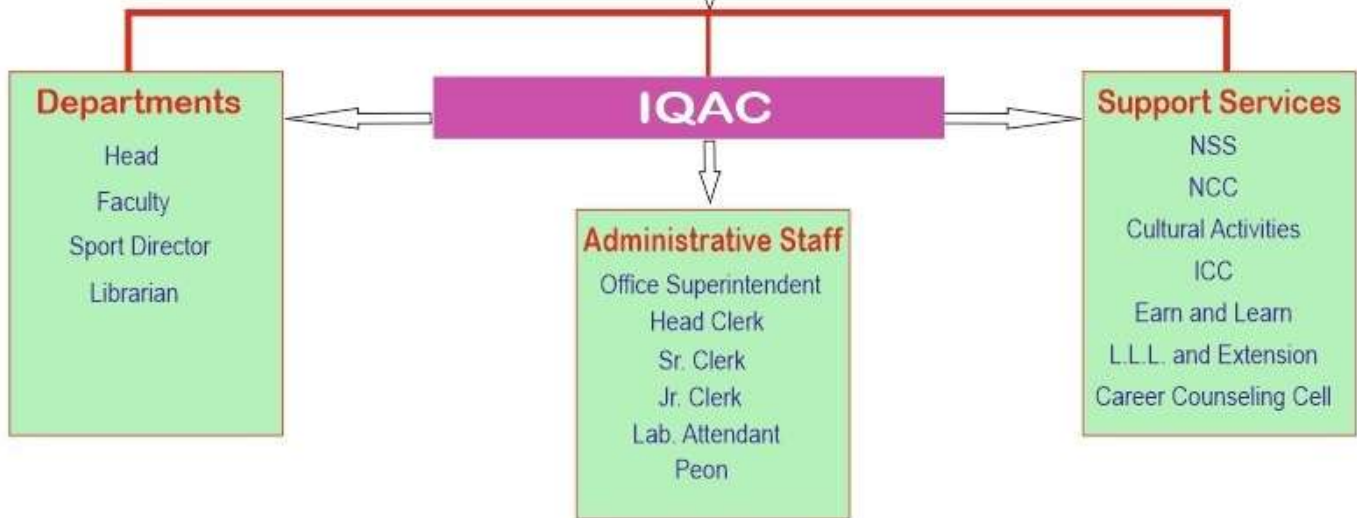 IQAC
Departments
Head
Faculty
Sport Director
Librarian
Administrative Staff
Office Superintendent
Head Clerk
Sr. Clerk
Jr. Clerk
Lab. Attendant
Peon
Support Services
NSS
NCC
Cultural Activities
ICC
Earn and Learn
L.L.L. and Extension
Career Counseling Cell